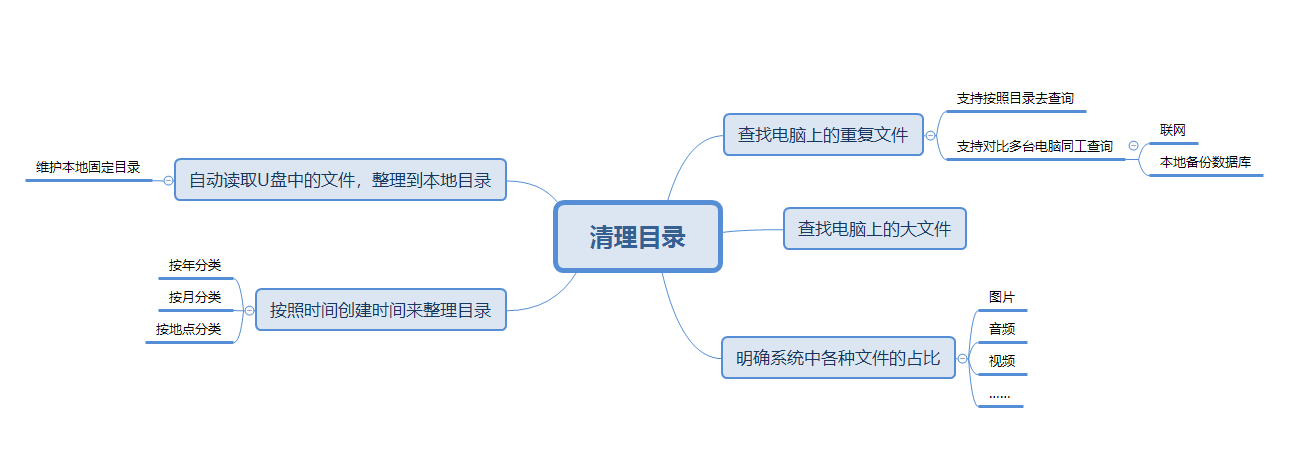 清理目录
查找电脑上的重复文件
支持按照目录去查询
支持对比多台电脑同工查询
联网
本地备份数据库
查找电脑上的大文件
明确系统中各种文件的占比
图片
音频
视频
......
自动读取U盘中的文件，整理到本地目录
维护本地固定目录
按照时间创建时间来整理目录
按年分类
按月分类
按地点分类